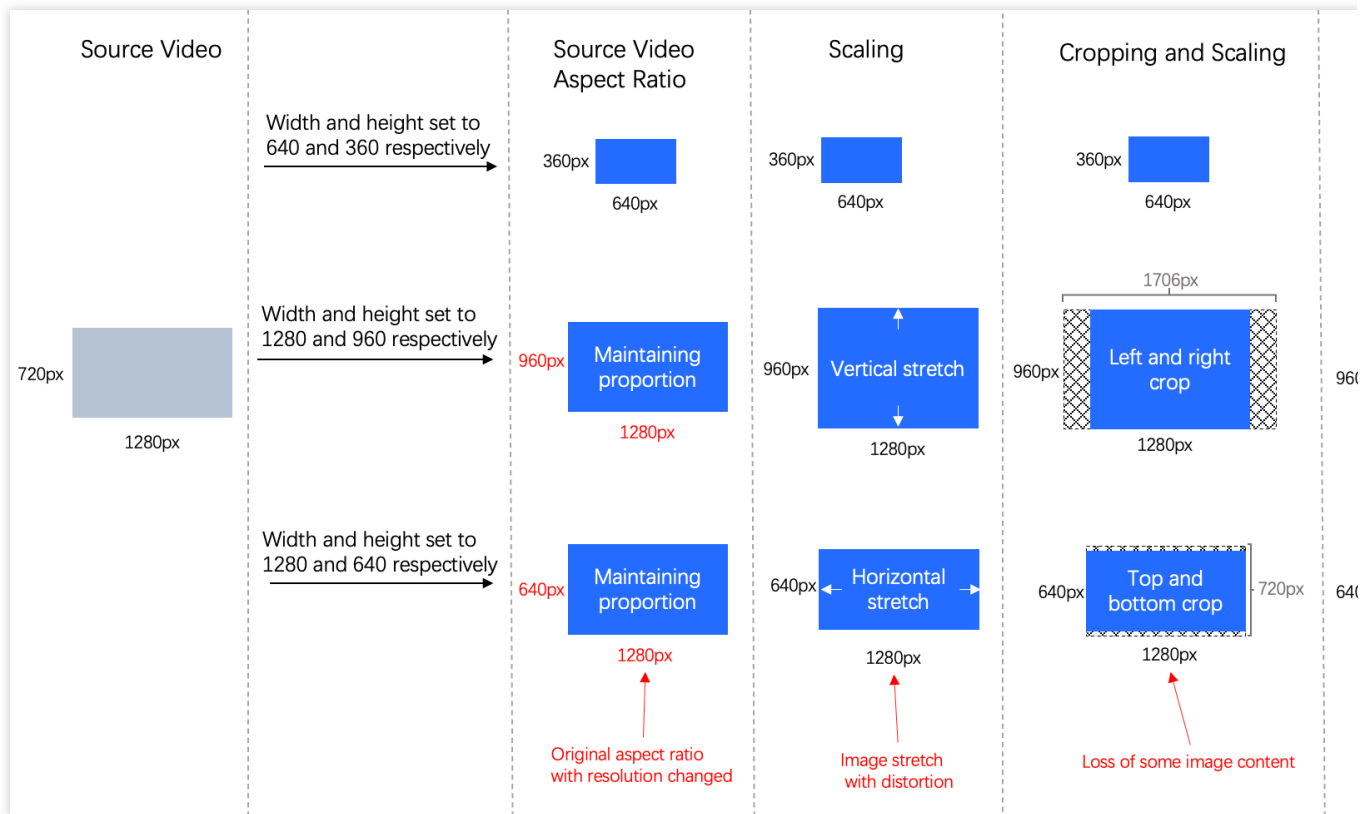 Source Video
Source Video
Aspect Ratio
Scaling
Cropping and Scaling
Width and height set to
640 and 360 respectively
360px
640px
360px
640px
360px
640px
720px
1280px
Width and height set to
1280 and 960 respectively
960px
Maintaining
proportion
1280px
960px
Vertical stretch
1280px
1706px
960px
Left and right
crop
1280px
960
Width and height set to
1280 and 640 respectively
640px
Maintaining
proportion
1280px
640px
Horizontal
stretch
1280px
640px
Top and
bottom crop
720px
1280px
640
Original aspect ratio
with resolution changed
Image stretch
with distortion
Loss of some image content